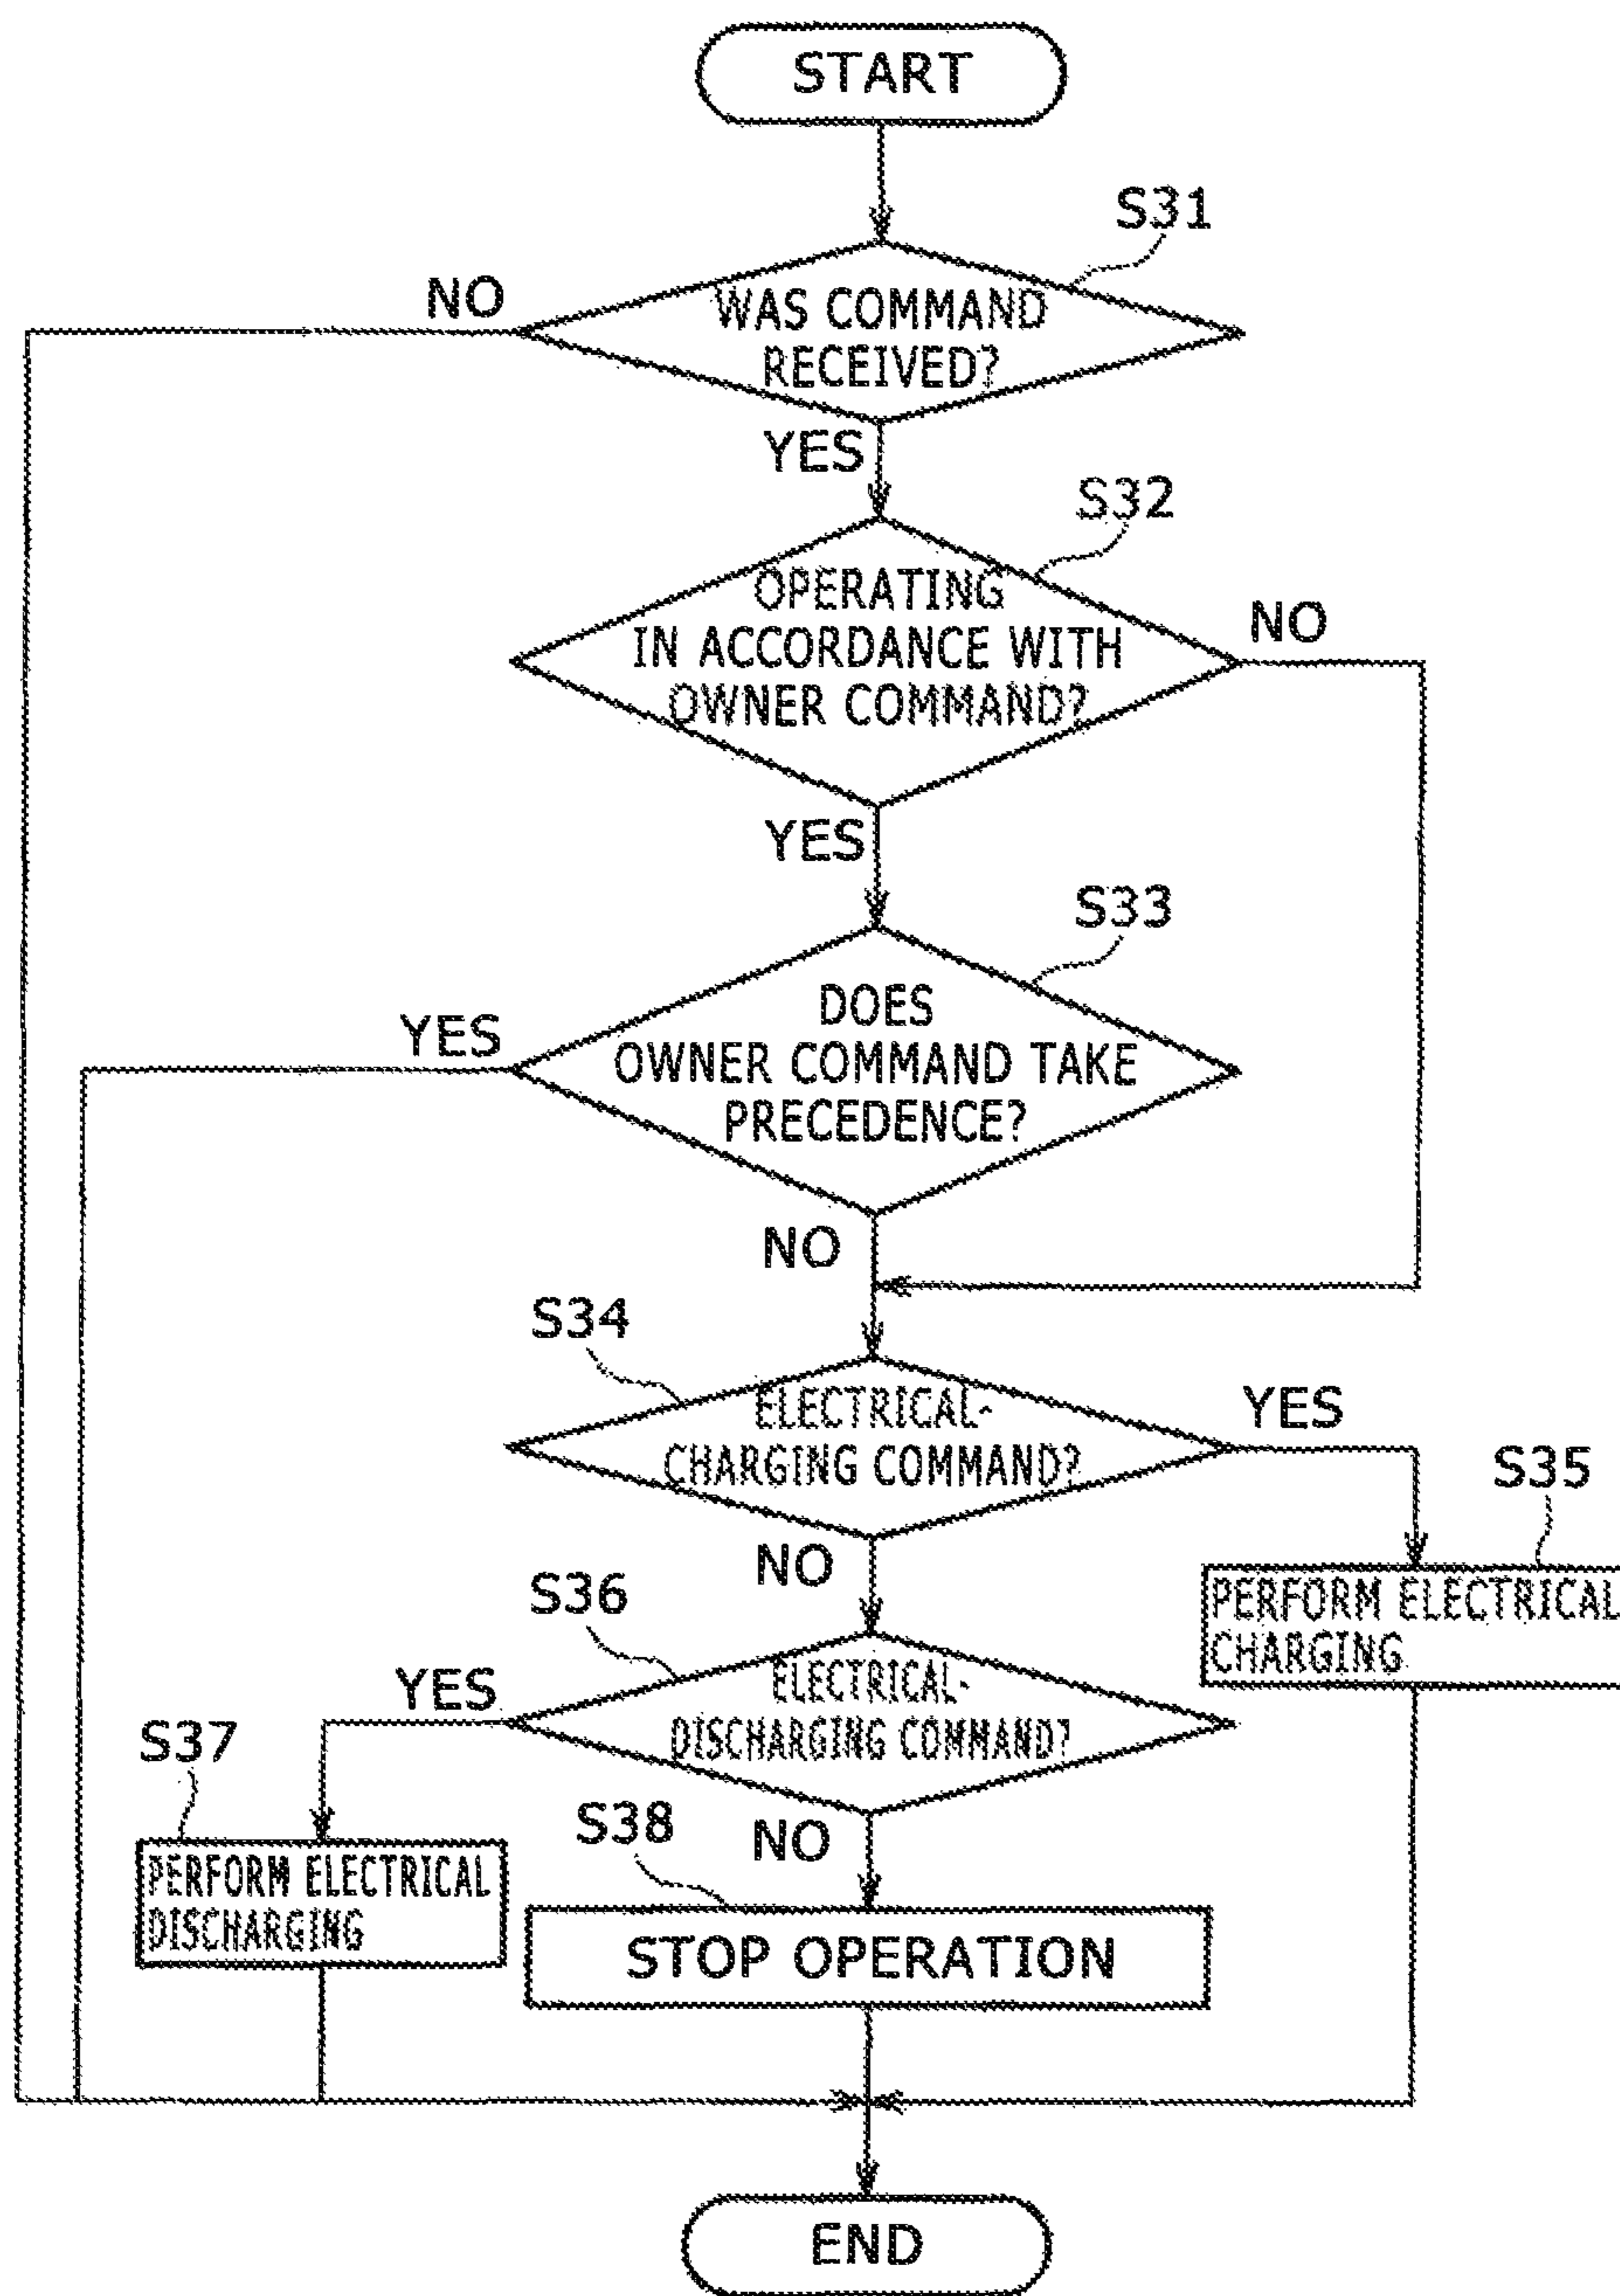 START
S31
NO
WAS COMMAND
RECEIVED?
YES
S32
OPERATING
IN ACCORDANCE WITH
OWNER COMMAND?
NO
YES
S33
DOES
OWNER COMMAND TAKE
PRECEDENCE?
YES
NO
S34
ELECTRICAL-
CHARGING COMMAND?
YES
S35
PERFORM ELECTRICAL
CHARGING
NO
S36
ELECTRICAL-
DISCHARGING COMMAND?
YES
S37
PERFORM ELECTRICAL
DISCHARGING
NO
S38
STOP OPERATION
END